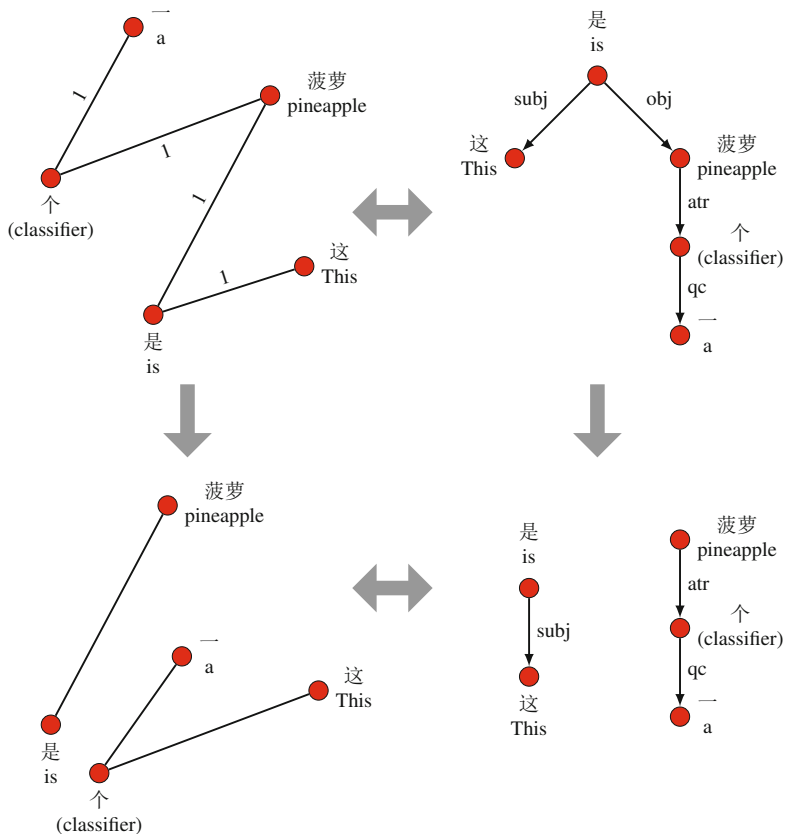 一
a
1
菠萝
pineapple
1
个
(classifier)
1
这
This
1
是
is
是
is
subj
obj
这
This
菠萝
pineapple
atr
个
(classifier)
qc
一
a
菠萝
pineapple
一
a
这
This
是
is
个
(classifier)
是
is
subj
这
This
菠萝
pineapple
atr
个
(classifier)
qc
一
a